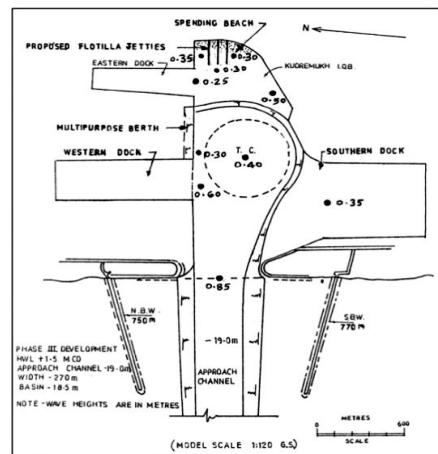 SPENDING BEACH
N
PROPOSED FLOTILLA JETTIES
EASTERN DOCK
0.35
0.30
0.30
KUDREMUKH I.O.B.
0.25
0.50
MULTIPURPOSE BERTH
T. C.
WESTERN DOCK
0.30
0.40
SOUTHERN DOCK
0.60
0.35
0.85
N.B.W.
750 m
S.B.W.
770 m
-19.0m
PHASE III DEVELOPMENT
HWL +1.5 M CD
APPROACH CHANNEL -19.0m
WIDTH - 270 m
BASIN - 18.5 m
APPROACH
CHANNEL
NOTE - WAVE HEIGHTS ARE IN METRES
METRES
0 600
SCALE
(MODEL SCALE 1:120 G.S.)